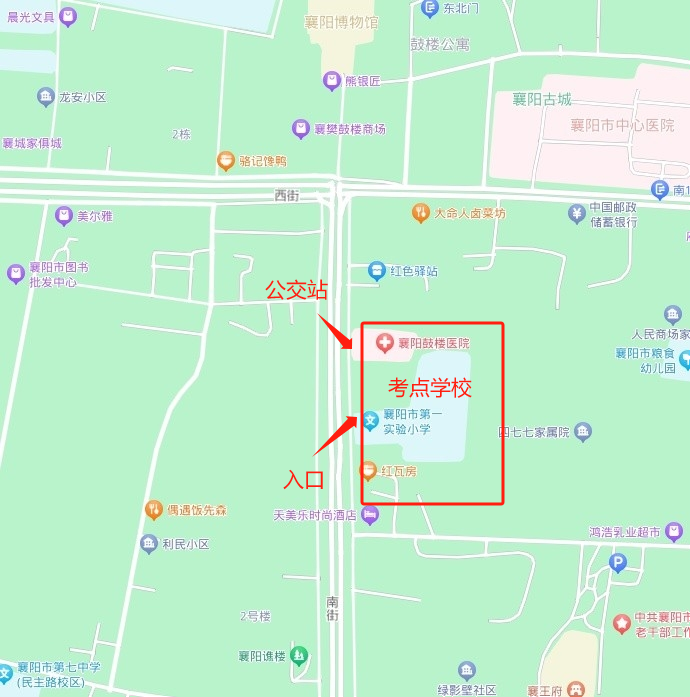 晨光文具
东北门
襄阳博物馆
鼓楼公寓
熊银匠
龙安小区
襄阳古城
襄樊鼓楼商场
襄阳市中心医院
2栋
襄城家俱城
骆记馋鸭
西街
南1
中国邮政
储蓄银行
美尔雅
大命人卤菜坊
襄阳市图书
批发中心
红色驿站
公交站
人民商场家
襄阳鼓楼医院
襄阳市粮食
幼儿园
考点学校
襄阳市第一
实验小学
四七七家属院
入口
红瓦房
偶遇饭先森
天美乐时尚酒店
鸿浩乳业超市
利民小区
P
南街
2号楼
中共襄阳市
老干部工作
襄阳谯楼
襄阳市第七中学
(民主路校区)
绿影壁社区
襄王府